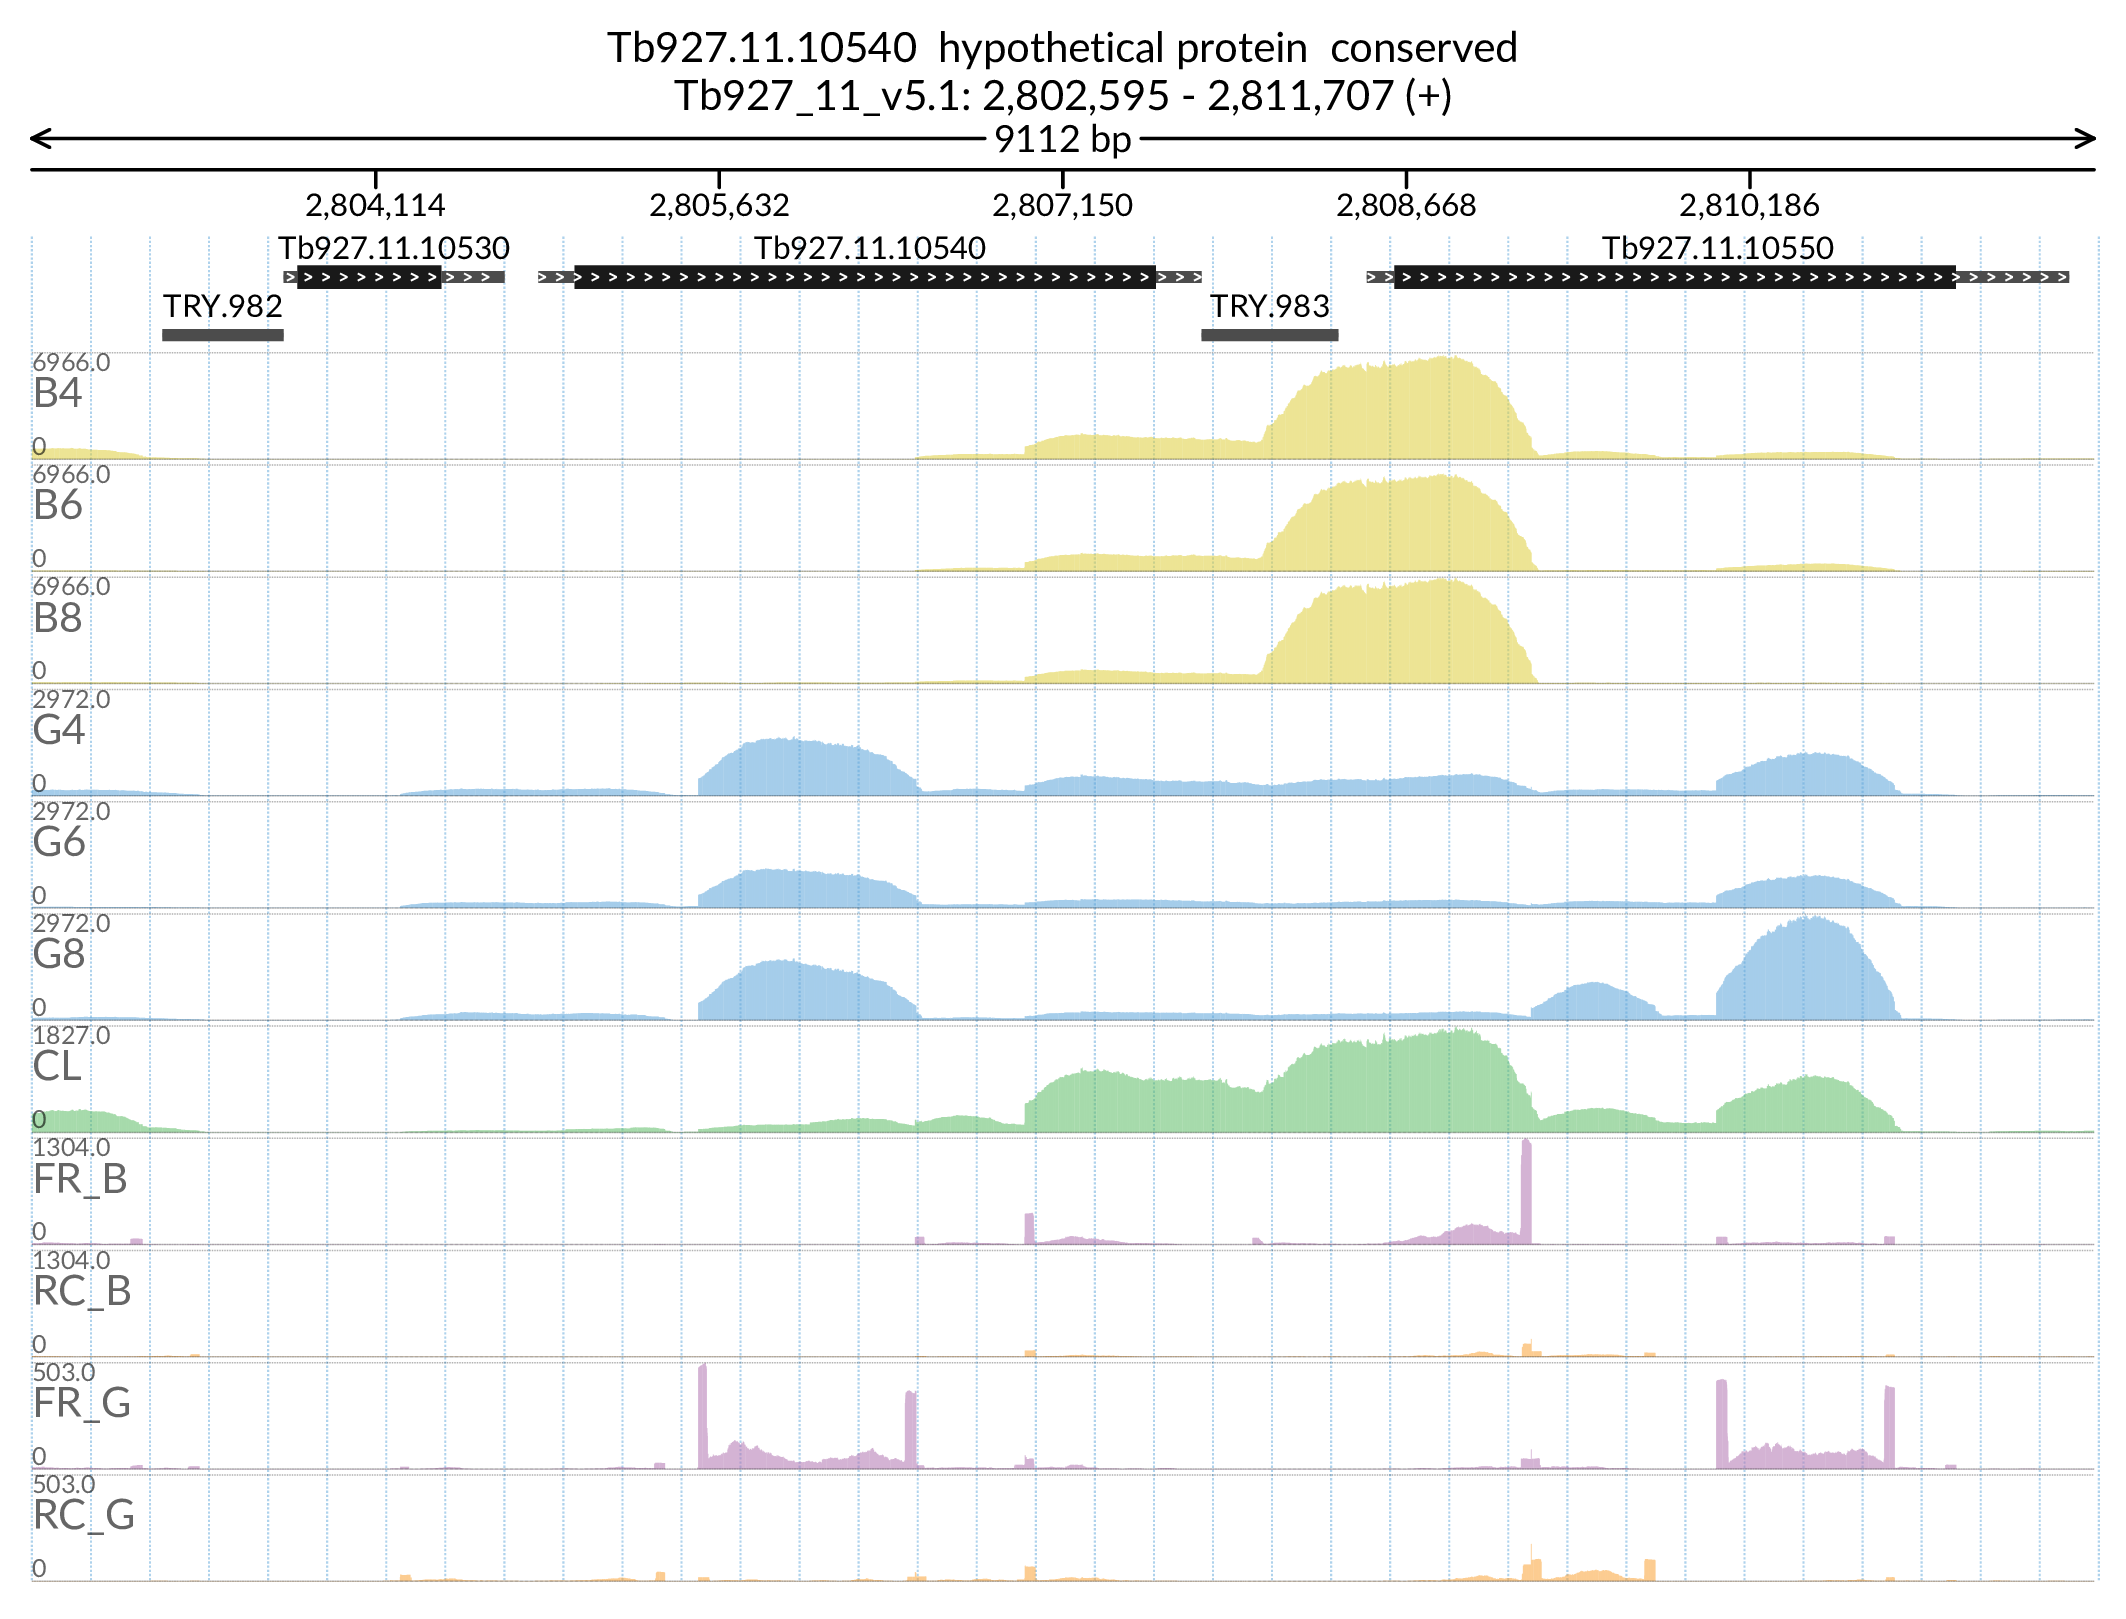 Tb927.11.10540  hypothetical protein  conserved
Tb927_11_v5.1: 2,802,595 - 2,811,707 (+)
9112 bp
2,804,114 2,805,632 2,807,150 2,808,668 2,810,186
Tb927.11.10530 Tb927.11.10540 Tb927.11.10550
TRY.982 TRY.983
6966.0
B4
0
6966.0
B6
0
6966.0
B8
0
2972.0
G4
0
2972.0
G6
0
2972.0
G8
0
1827.0
CL
0
1304.0
FR_B
0
1304.0
RC_B
0
503.0
FR_G
0
503.0
RC_G
0